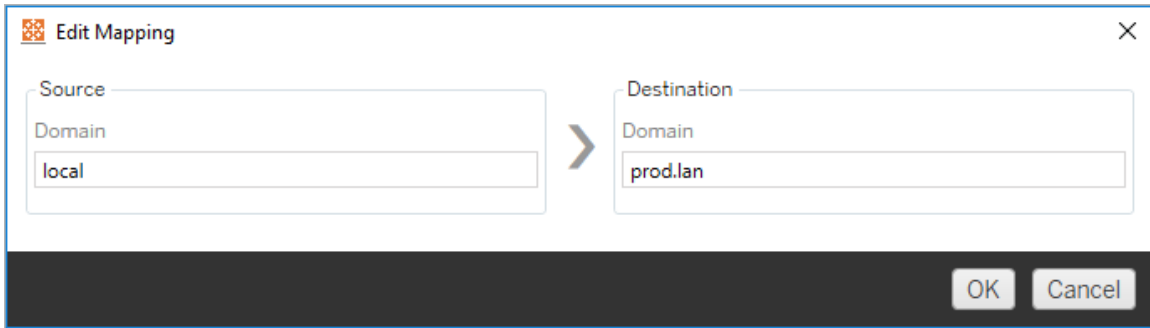 Edit Mapping
Source
Domain
local
Destination
Domain
prod.lan
OK
Cancel